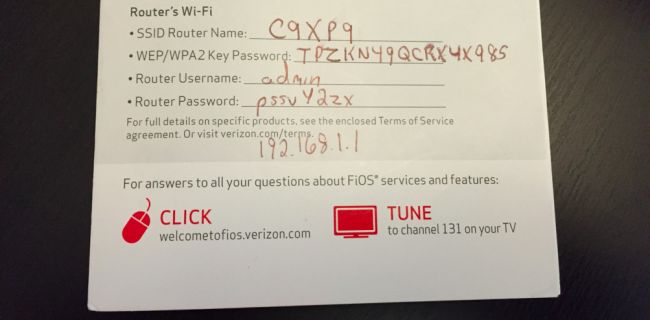 Router's Wi-Fi
• SSID Router Name: C9XP9
• WEP/WPA2 Key Password: TPZKNY9QCRX4X985
• Router Username: admin
• Router Password: pssvY2zx
For full details on specific products, see the enclosed Terms of Service
agreement. Or visit verizon.com/terms.
192.168.1.1
For answers to all your questions about FiOS® services and features:
CLICK
welcometofios.verizon.com
TUNE
to channel 131 on your TV